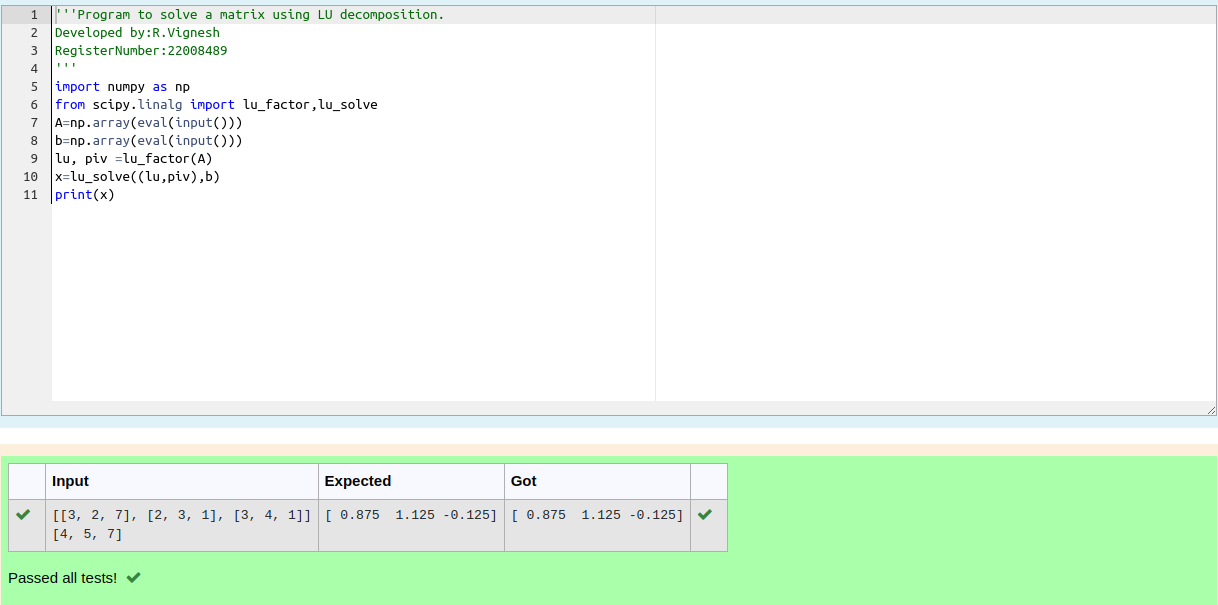 1 '''Program to solve a matrix using LU decomposition.
2 Developed by:R.Vignesh
3 RegisterNumber:22008489
4 '''
5 import numpy as np
6 from scipy.linalg import lu_factor,lu_solve
7 A=np.array(eval(input()))
8 b=np.array(eval(input()))
9 lu, piv =lu_factor(A)
10 x=lu_solve((lu,piv),b)
11 print(x)
Input Expected Got
[[3, 2, 7], [2, 3, 1], [3, 4, 1]] [ 0.875  1.125 -0.125] [ 0.875  1.125 -0.125]
[4, 5, 7]
Passed all tests!